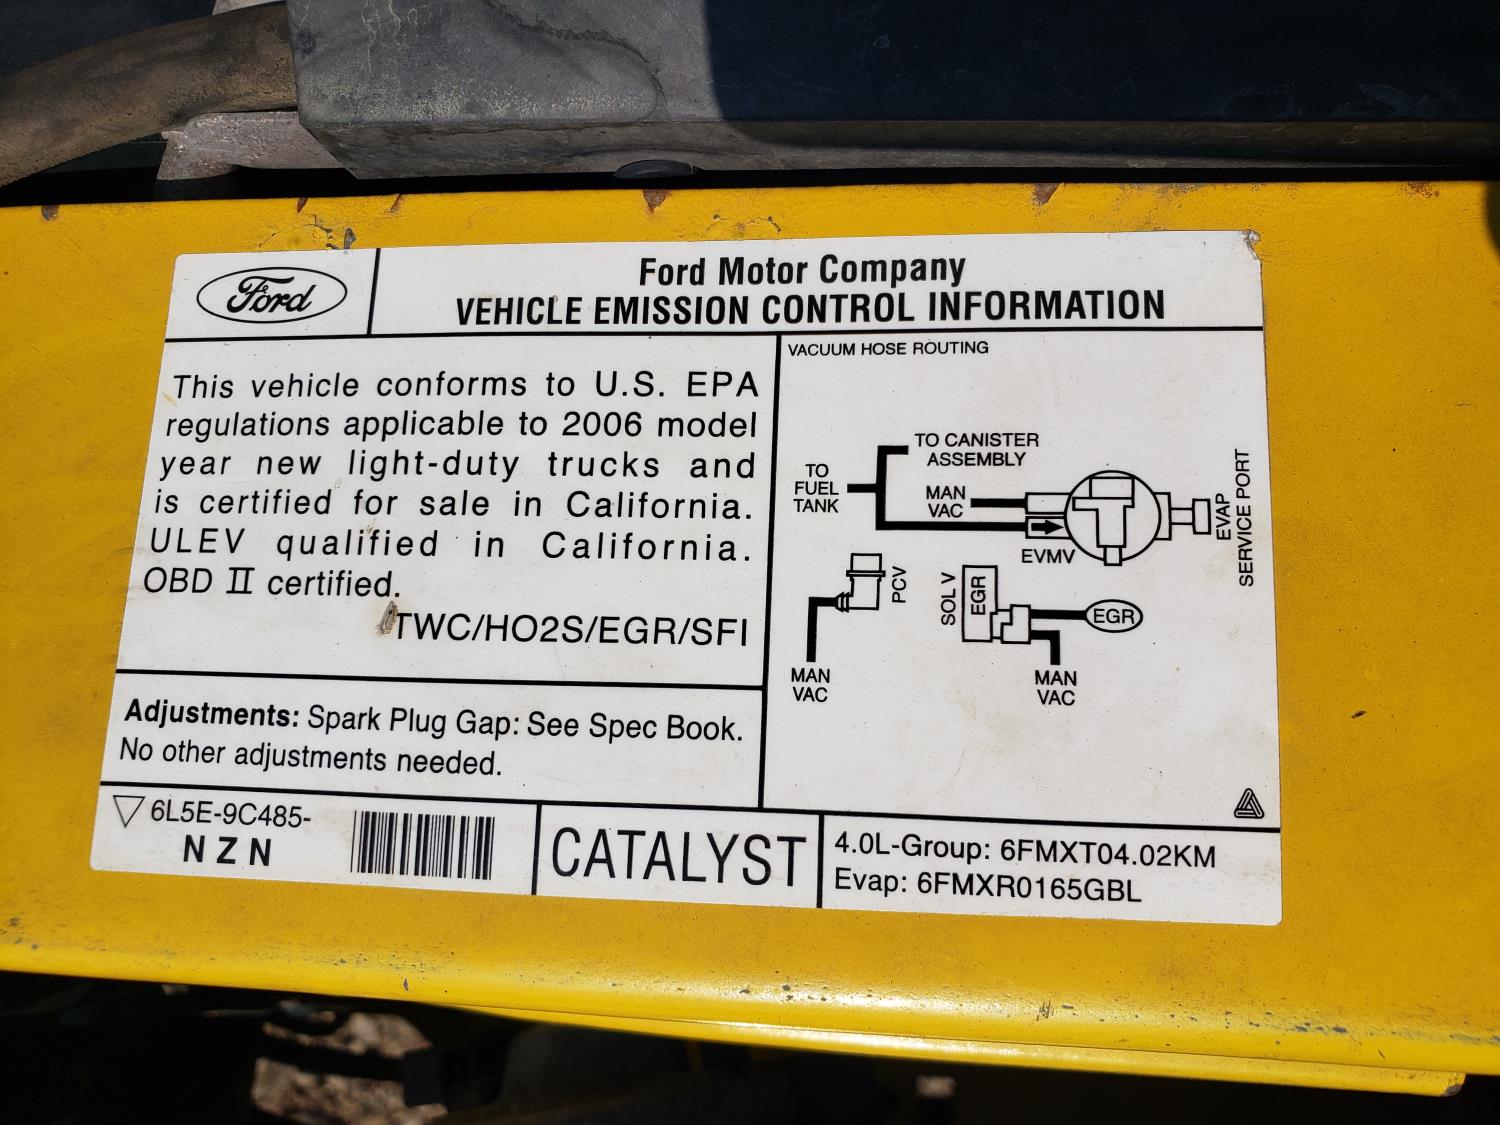 Ford
Ford Motor Company
VEHICLE EMISSION CONTROL INFORMATION
This vehicle conforms to U.S. EPA
regulations applicable to 2006 model
year new light-duty trucks and
is certified for sale in California.
ULEV qualified in California.
OBD II certified.
TWC/HO2S/EGR/SFI
Adjustments: Spark Plug Gap: See Spec Book.
No other adjustments needed.
VACUUM HOSE ROUTING
TO CANISTER
ASSEMBLY
TO
FUEL
TANK
MAN
VAC
EVMV
EVAP
SERVICE PORT
PCV
MAN
VAC
SOL V
EGR
EGR
MAN
VAC
6L5E-9C485-
NZN
CATALYST
4.0L-Group: 6FMXT04.02KM
Evap: 6FMXR0165GBL